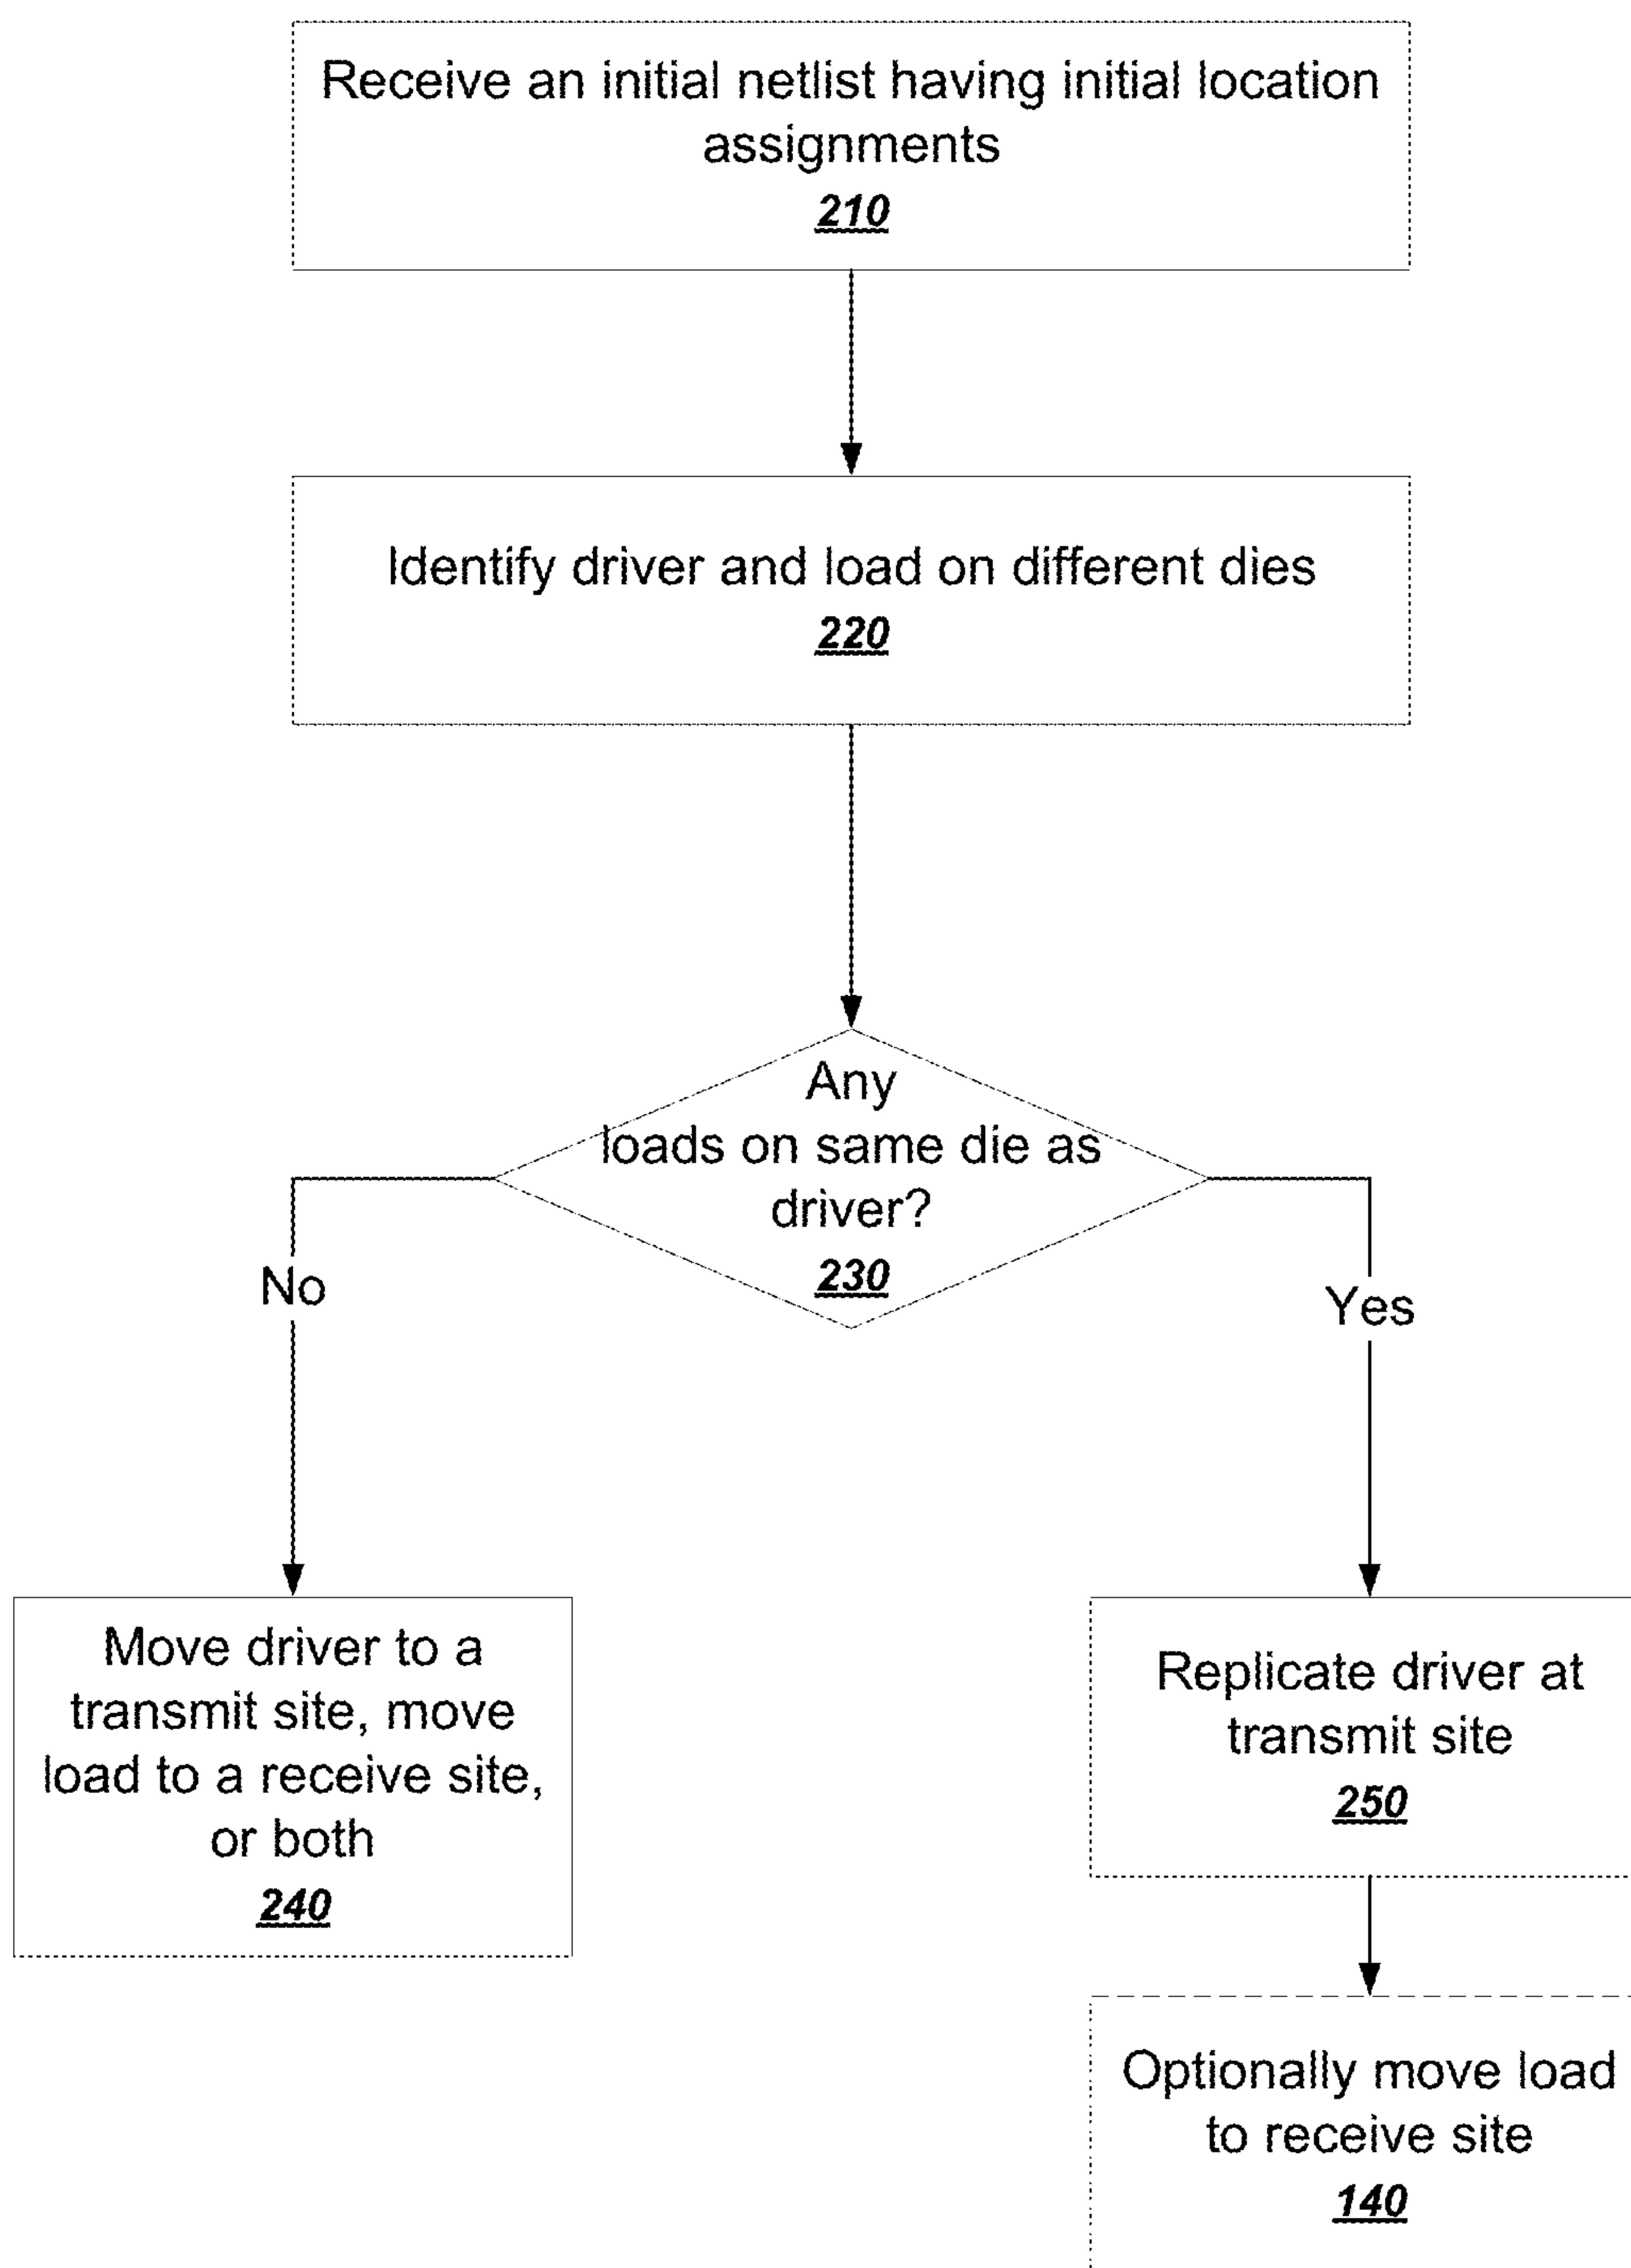 Receive an initial netlist having initial location
assignments
210
Identify driver and load on different dies
220
Any
loads on same die as
driver?
230
No
Yes
Move driver to a
transmit site, move
load to a receive site,
or both
240
Replicate driver at
transmit site
250
Optionally move load
to receive site
140